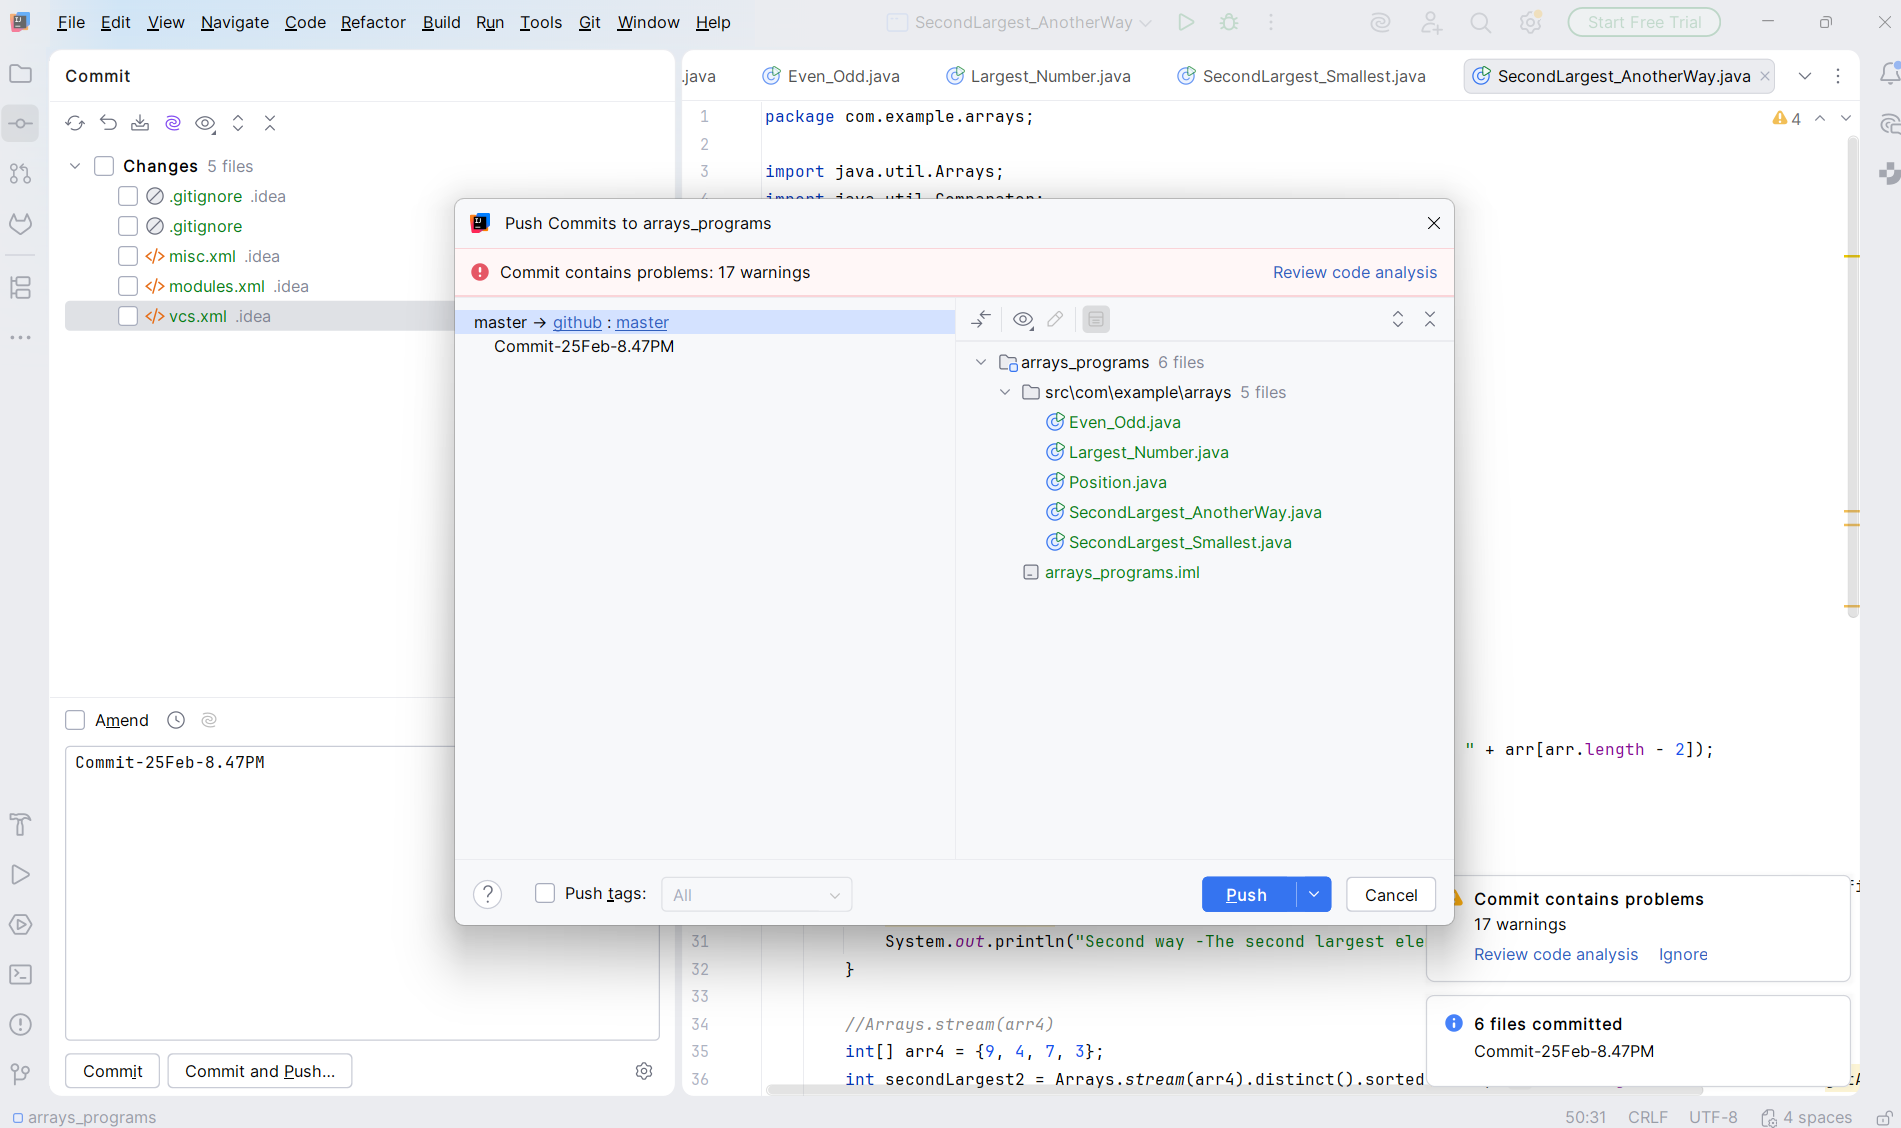 File Edit View Navigate Code Refactor Build Run Tools Git Window Help
SecondLargest_AnotherWay
Start Free Trial
Commit
.java
Even_Odd.java
Largest_Number.java
SecondLargest_Smallest.java
SecondLargest_AnotherWay.java
Changes 5 files
.gitignore .idea
.gitignore
misc.xml .idea
modules.xml .idea
vcs.xml .idea
1 package com.example.arrays;
4
2
3 import java.util.Arrays;
4 import java.util.Comparator;
Push Commits to arrays_programs
Commit contains problems: 17 warnings
Review code analysis
master → github : master
Commit-25Feb-8.47PM
arrays_programs 6 files
src\com\example\arrays 5 files
Even_Odd.java
Largest_Number.java
Position.java
SecondLargest_AnotherWay.java
SecondLargest_Smallest.java
arrays_programs.iml
Push tags: All
Push
Cancel
" + arr[arr.length - 2]);
Amend
Commit-25Feb-8.47PM
Commit
Commit and Push...
31 System.out.println("Second way -The second largest ele
32 }
33
34 //Arrays.stream(arr4)
35 int[] arr4 = {9, 4, 7, 3};
36 int secondLargest2 = Arrays.stream(arr4).distinct().sorted
Commit contains problems
17 warnings
Review code analysis Ignore
6 files committed
Commit-25Feb-8.47PM
arrays_programs
50:31 CRLF UTF-8 4 spaces